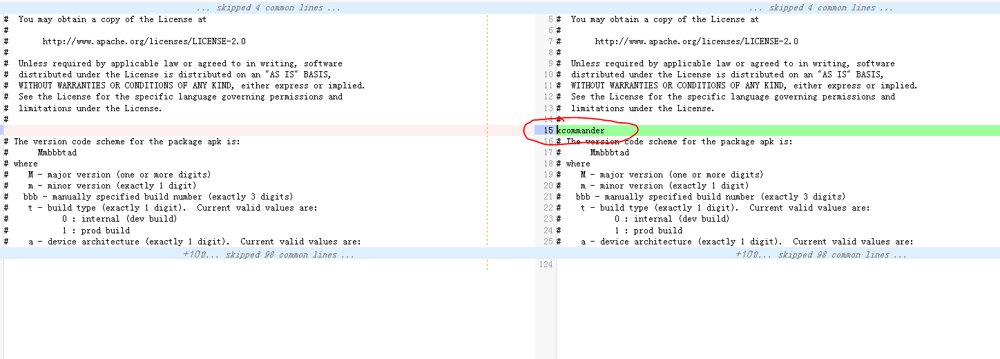 ... skipped 4 common lines ...
# You may obtain a copy of the License at
#
# http://www.apache.org/licenses/LICENSE-2.0
#
# Unless required by applicable law or agreed to in writing, software
# distributed under the License is distributed on an "AS IS" BASIS,
# WITHOUT WARRANTIES OR CONDITIONS OF ANY KIND, either express or implied.
# See the License for the specific language governing permissions and
# limitations under the License.
#
# The version code scheme for the package apk is:
# Mmbbbtad
# where
# M - major version (one or more digits)
# m - minor version (exactly 1 digit)
# bbb - manually specified build number (exactly 3 digits)
# t - build type (exactly 1 digit). Current valid values are:
# 0 : internal (dev build)
# 1 : prod build
# a - device architecture (exactly 1 digit). Current valid values are:
+10... skipped 98 common lines ...
... skipped 4 common lines ...
5 # You may obtain a copy of the License at
6 #
7 # http://www.apache.org/licenses/LICENSE-2.0
8 #
9 # Unless required by applicable law or agreed to in writing, software
10 # distributed under the License is distributed on an "AS IS" BASIS,
11 # WITHOUT WARRANTIES OR CONDITIONS OF ANY KIND, either express or implied.
12 # See the License for the specific language governing permissions and
13 # limitations under the License.
14 #
15 kcommander
16 # The version code scheme for the package apk is:
17 # Mmbbbtad
18 # where
19 # M - major version (one or more digits)
20 # m - minor version (exactly 1 digit)
21 # bbb - manually specified build number (exactly 3 digits)
22 # t - build type (exactly 1 digit). Current valid values are:
23 # 0 : internal (dev build)
24 # 1 : prod build
25 # a - device architecture (exactly 1 digit). Current valid values are:
+10... skipped 98 common lines ...
124